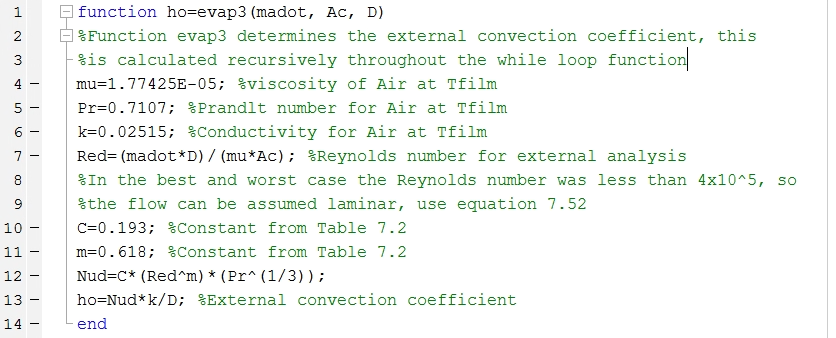 1 function ho=evap3(madot, Ac, D)
2 %Function evap3 determines the external convection coefficient, this
3 %is calculated recursively throughout the while loop function
4 – mu=1.77425E-05; %viscosity of Air at Tfilm
5 – Pr=0.7107; %Prandlt number for Air at Tfilm
6 – k=0.02515; %Conductivity for Air at Tfilm
7 – Red=(madot*D)/(mu*Ac); %Reynolds number for external analysis
8 %In the best and worst case the Reynolds number was less than 4x10^5, so
9 %the flow can be assumed laminar, use equation 7.52
10 – C=0.193; %Constant from Table 7.2
11 – m=0.618; %Constant from Table 7.2
12 – Nud=C*(Red^m)*(Pr^(1/3));
13 – ho=Nud*k/D; %External convection coefficient
14 – end